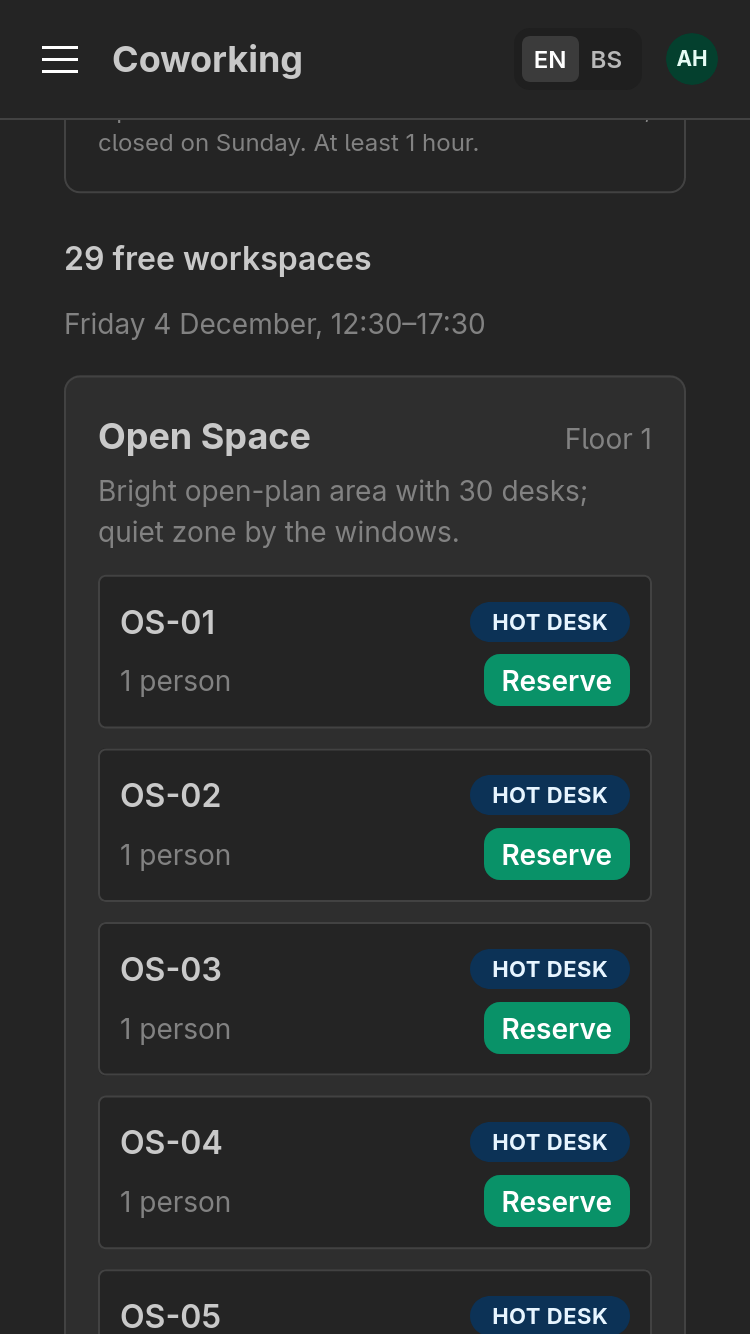 Coworking
EN BS
AH
closed on Sunday. At least 1 hour.
29 free workspaces
Friday 4 December, 12:30–17:30
Open Space
Floor 1
Bright open-plan area with 30 desks;
quiet zone by the windows.
OS-01
HOT DESK
1 person
Reserve
OS-02
HOT DESK
1 person
Reserve
OS-03
HOT DESK
1 person
Reserve
OS-04
HOT DESK
1 person
Reserve
OS-05
HOT DESK